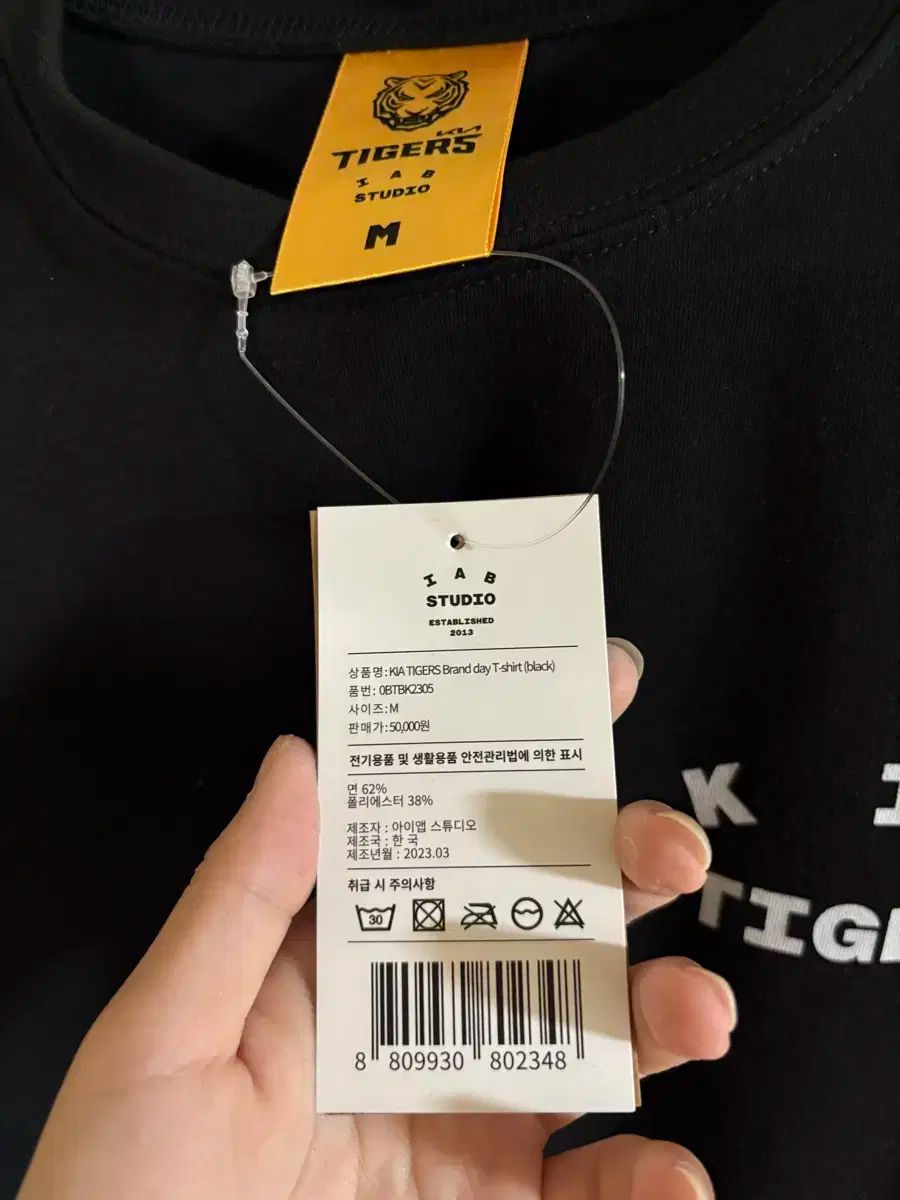 KIA
TIGERS
IAB
STUDIO
M
IAB
STUDIO
ESTABLISHED
2013
상품명 : KIA TIGERS Brand day T-shirt (black)
품번 : 0BTBK2305
사이즈 : M
판매가 : 50,000원
전기용품 및 생활용품 안전관리법에 의한 표시
면 62%
폴리에스터 38%
제조자 : 아이앱 스튜디오
제조국 : 한 국
제조년월 : 2023.03
취급 시 주의사항
30
8 809930 802348
K I
TIG